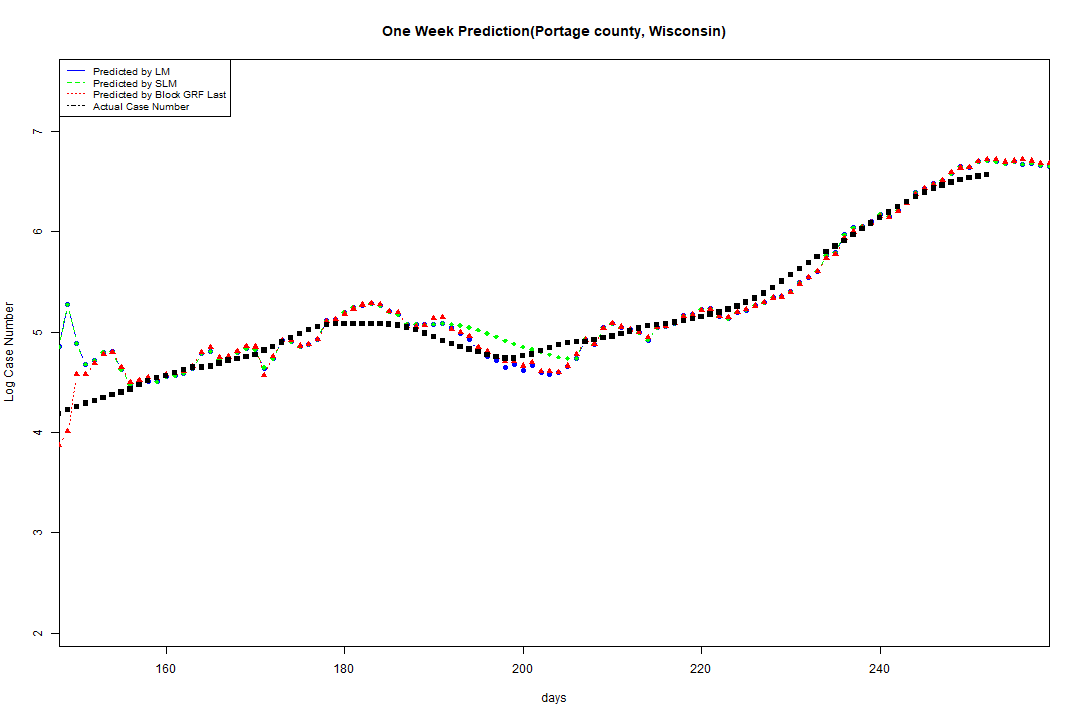 One Week Prediction(Portage county, Wisconsin)
Predicted by LM
Predicted by SLM
Predicted by Block GRF Last
Actual Case Number
7
6
5
4
3
2
Log Case Number
160 180 200 220 240
days